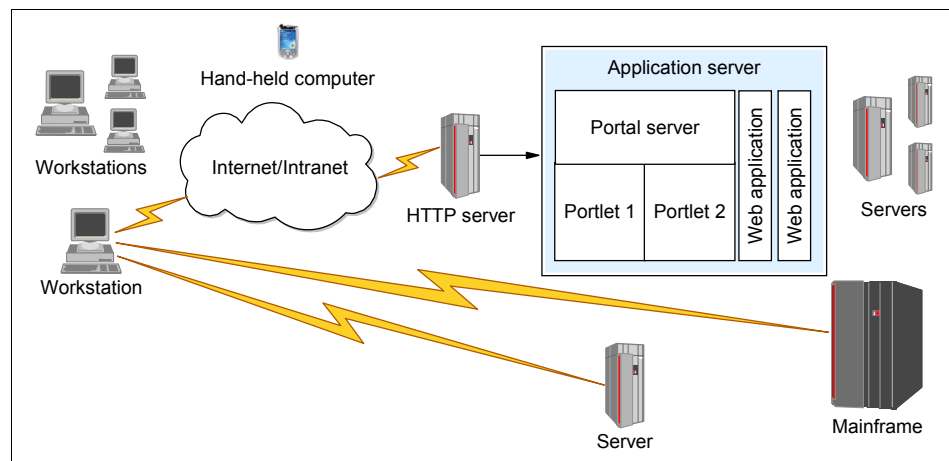 Hand-held computer
Application server
Workstations
Internet/Intranet
HTTP server
Portal server
Portlet 1
Portlet 2
Web application
Web application
Servers
Workstation
Server
Mainframe